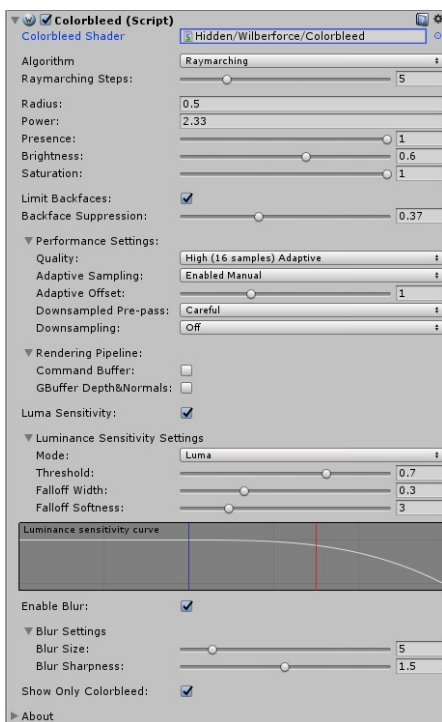 Colorbleed (Script)
Colorbleed Shader Hidden/Wilberforce/Colorbleed
Algorithm Raymarching
Raymarching Steps: 5
Radius: 0.5
Power: 2.33
Presence: 1
Brightness: 0.6
Saturation: 1
Limit Backfaces:
Backface Suppression: 0.37
Performance Settings:
Quality: High (16 samples) Adaptive
Adaptive Sampling: Enabled Manual
Adaptive Offset: 1
Downsampled Pre-pass: Careful
Downsampling: Off
Rendering Pipeline:
Command Buffer:
GBuffer Depth&Normals:
Luma Sensitivity:
Luminance Sensitivity Settings
Mode: Luma
Threshold: 0.7
Falloff Width: 0.3
Falloff Softness: 3
Luminance sensitivity curve
Enable Blur:
Blur Settings
Blur Size: 5
Blur Sharpness: 1.5
Show Only Colorbleed:
About